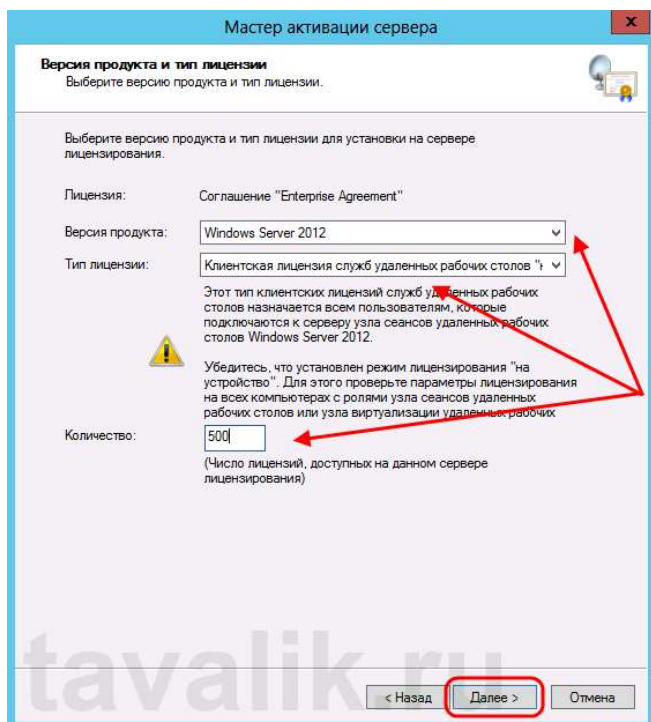 Мастер активации сервера
x
Версия продукта и тип лицензии
Выберите версию продукта и тип лицензии.
Выберите версию продукта и тип лицензии для установки на сервере
лицензирования.
Лицензия: Соглашение "Enterprise Agreement"
Версия продукта: Windows Server 2012
Тип лицензии: Клиентская лицензия служб удаленных рабочих столов "
Этот тип клиентских лицензий служб удаленных рабочих
столов назначается всем пользователям, которые
подключаются к серверу узла сеансов удаленных рабочих
столов Windows Server 2012.
Убедитесь, что установлен режим лицензирования "на
устройство". Для этого проверьте параметры лицензирования
на всех компьютерах с ролями узла сеансов удаленных
рабочих столов или узла виртуализации удаленных рабочих
Количество: 500
(Число лицензий, доступных на данном сервере
лицензирования)
tavalik.ru
< Назад Далее > Отмена